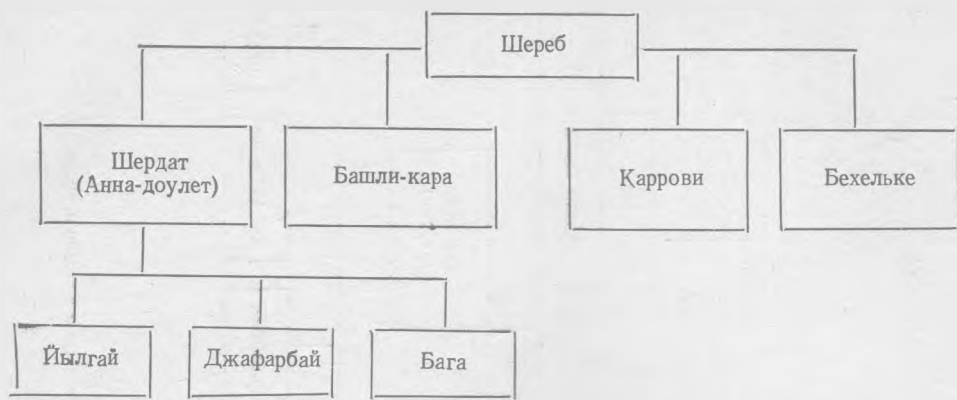 Шереб
Шердат
(Анна-доулет)
Башли-кара
Каррови
Бехельке
Йылгай
Джафарбай
Бага